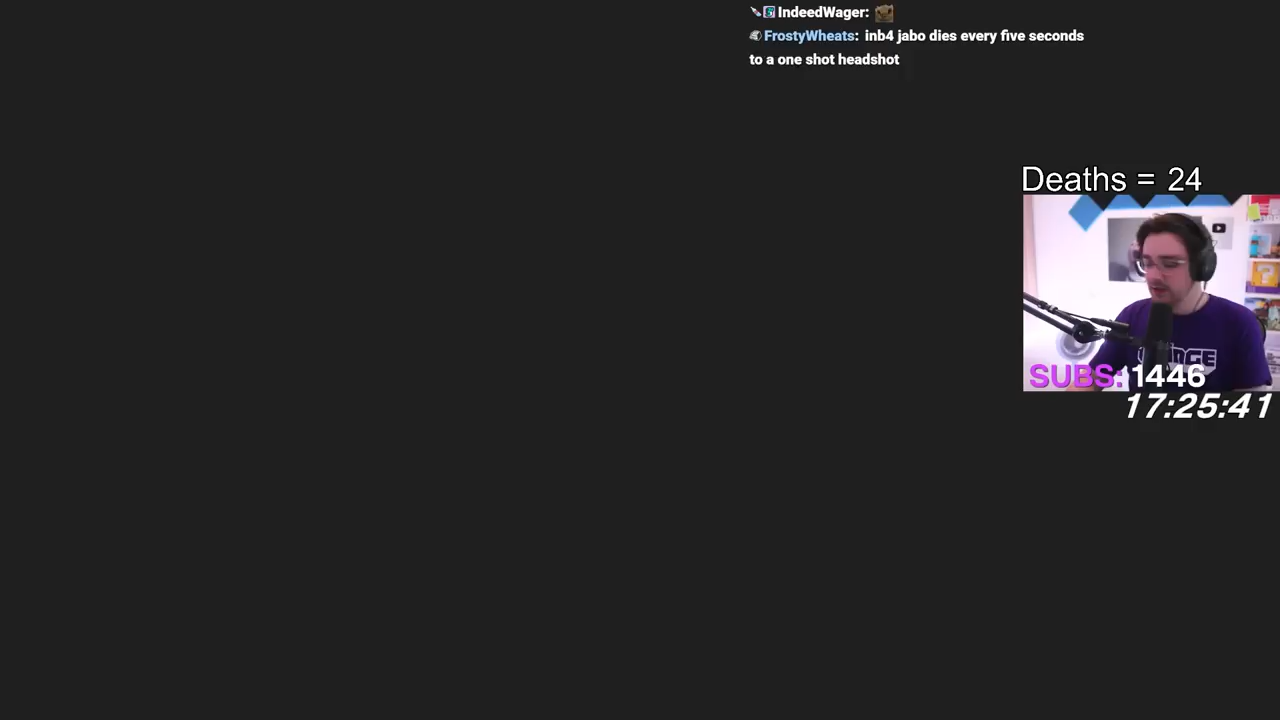 IndeedWager:
FrostyWheats: inb4 jabo dies every five seconds
to a one shot headshot
Deaths = 24
SUBS: 1446
17:25:41